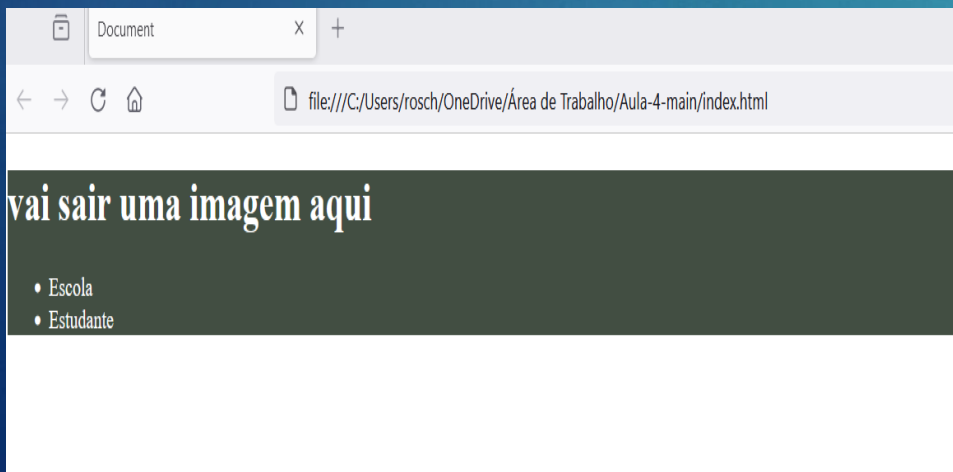 Document
file:///C:/Users/rosch/OneDrive/Área de Trabalho/Aula-4-main/index.html
vai sair uma imagem aqui
Escola
Estudante